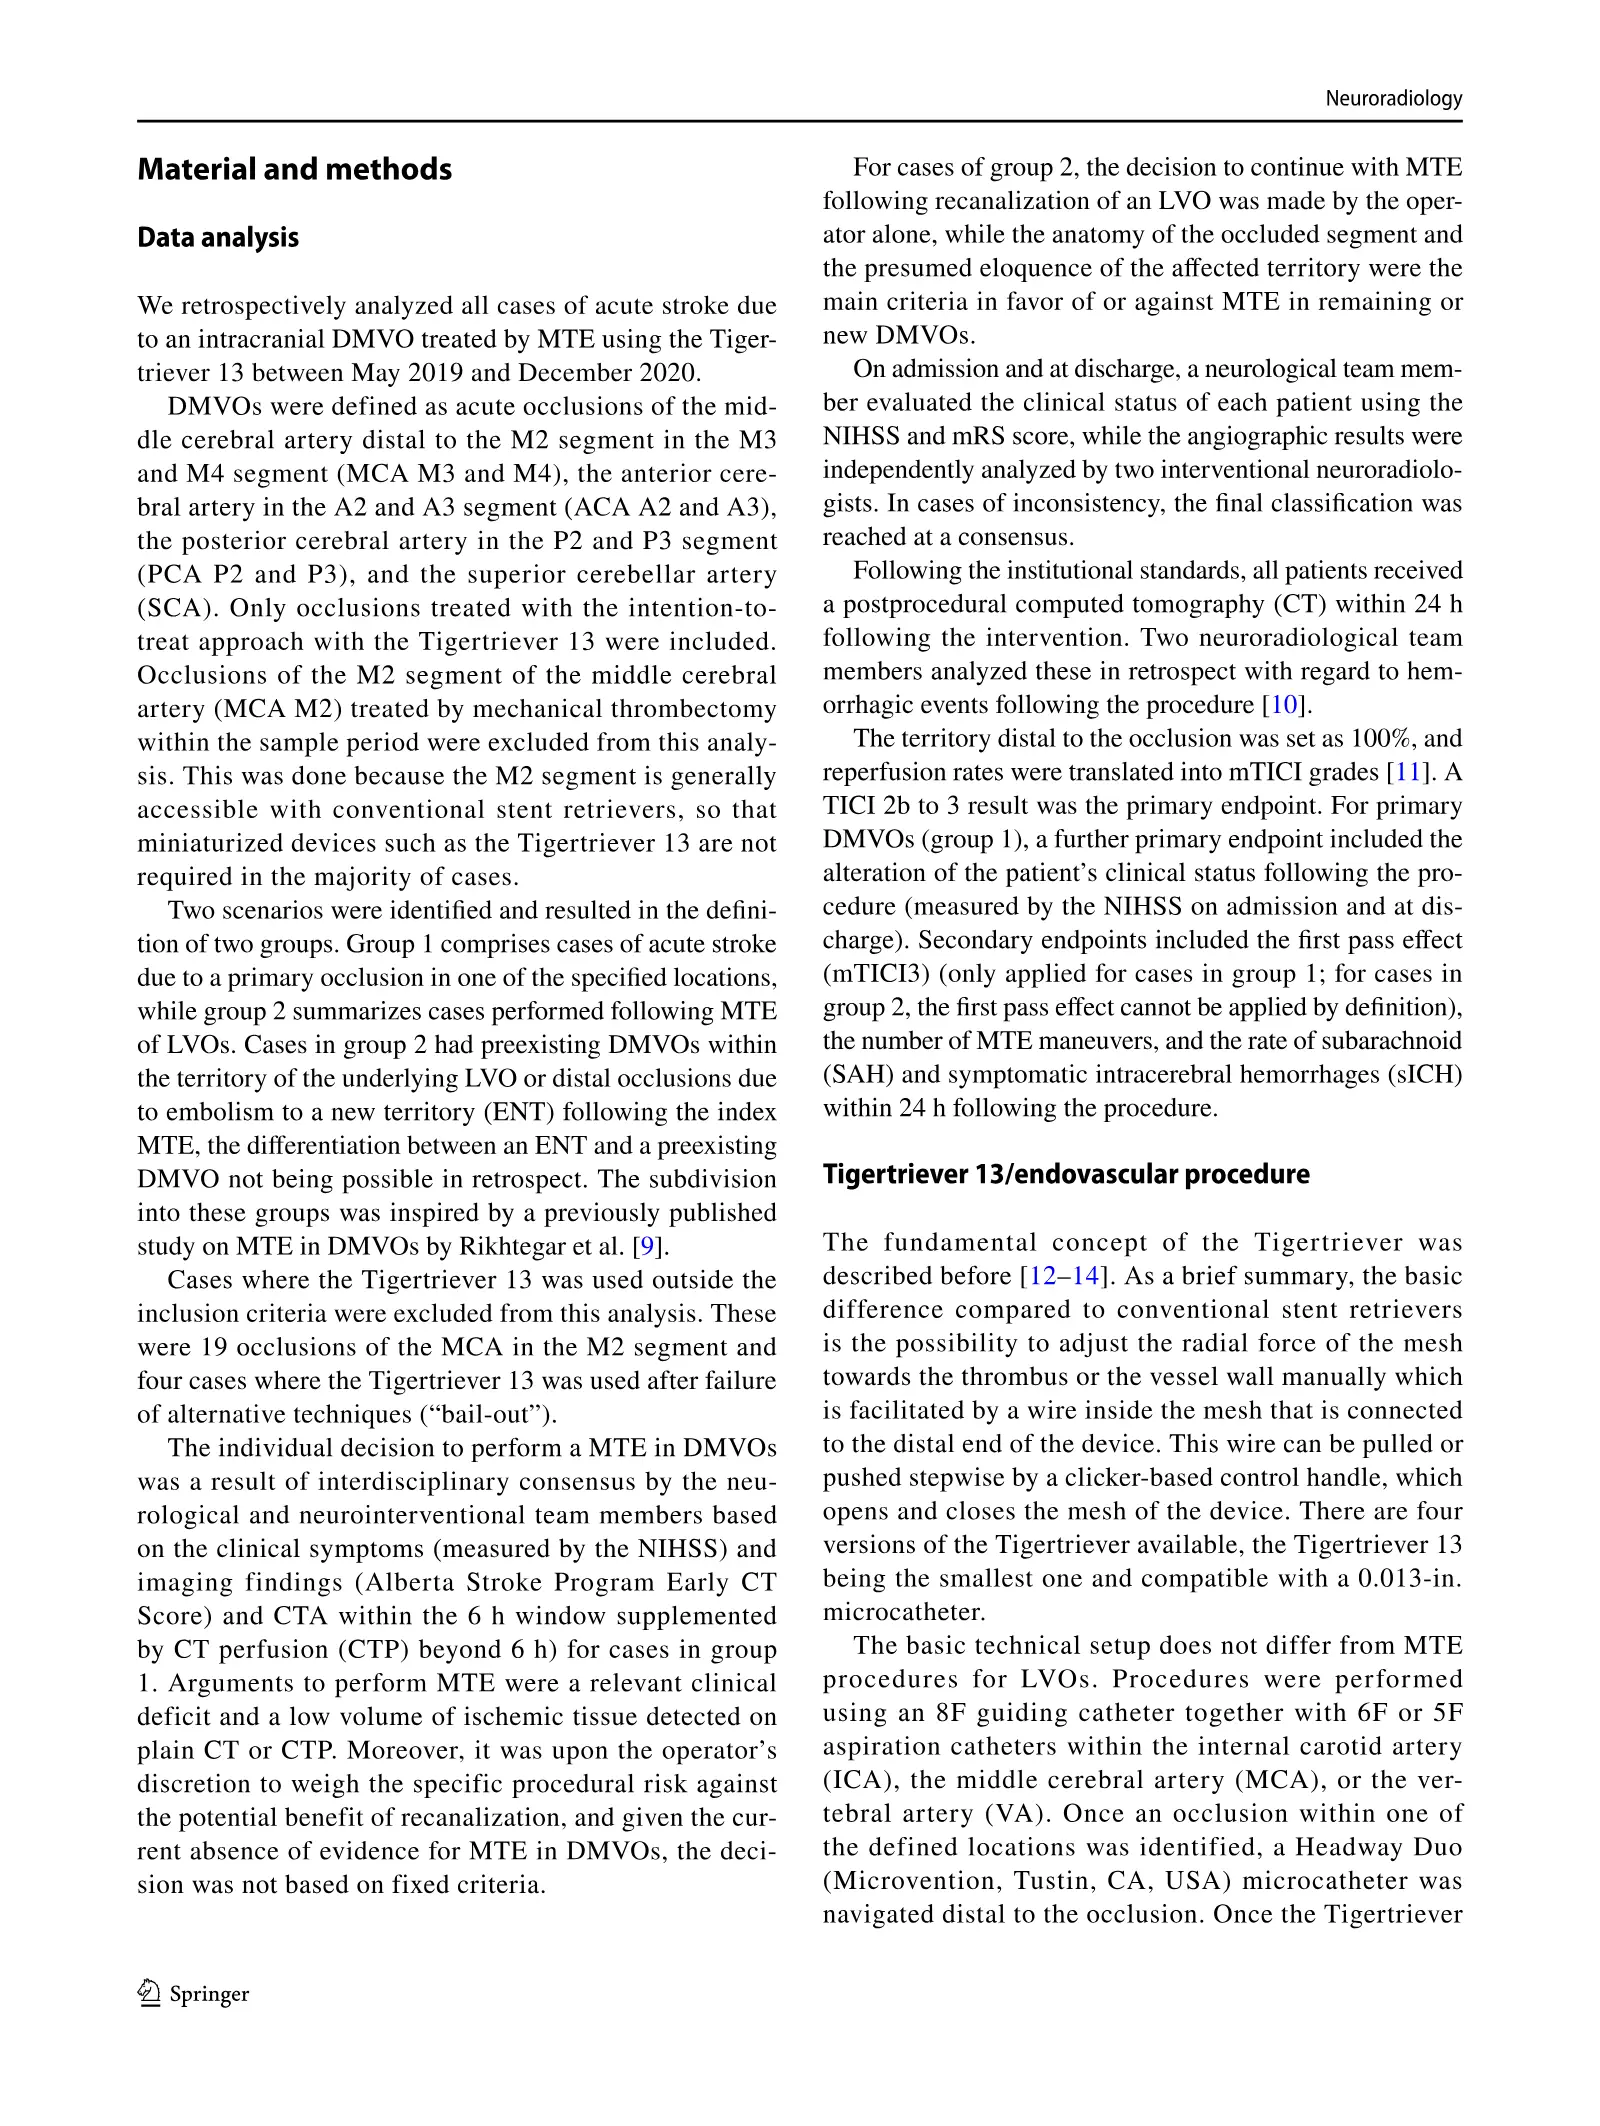 Neuroradiology
Material and methods
Data analysis
We retrospectively analyzed all cases of acute stroke due
to an intracranial DMVO treated by MTE using the Tiger-
triever 13 between May 2019 and December 2020.
DMVOs were defined as acute occlusions of the mid-
dle cerebral artery distal to the M2 segment in the M3
and M4 segment (MCA M3 and M4), the anterior cere-
bral artery in the A2 and A3 segment (ACA A2 and A3),
the posterior cerebral artery in the P2 and P3 segment
(PCA P2 and P3), and the superior cerebellar artery
(SCA). Only occlusions treated with the intention-to-
treat approach with the Tigertriever 13 were included.
Occlusions of the M2 segment of the middle cerebral
artery (MCA M2) treated by mechanical thrombectomy
within the sample period were excluded from this analy-
sis. This was done because the M2 segment is generally
accessible with conventional stent retrievers, so that
miniaturized devices such as the Tigertriever 13 are not
required in the majority of cases.
Two scenarios were identified and resulted in the defini-
tion of two groups. Group 1 comprises cases of acute stroke
due to a primary occlusion in one of the specified locations,
while group 2 summarizes cases performed following MTE
of LVOs. Cases in group 2 had preexisting DMVOs within
the territory of the underlying LVO or distal occlusions due
to embolism to a new territory (ENT) following the index
MTE, the differentiation between an ENT and a preexisting
DMVO not being possible in retrospect. The subdivision
into these groups was inspired by a previously published
study on MTE in DMVOs by Rikhtegar et al. [9].
Cases where the Tigertriever 13 was used outside the
inclusion criteria were excluded from this analysis. These
were 19 occlusions of the MCA in the M2 segment and
four cases where the Tigertriever 13 was used after failure
of alternative techniques (“bail-out”).
The individual decision to perform a MTE in DMVOs
was a result of interdisciplinary consensus by the neu-
rological and neurointerventional team members based
on the clinical symptoms (measured by the NIHSS) and
imaging findings (Alberta Stroke Program Early CT
Score) and CTA within the 6 h window supplemented
by CT perfusion (CTP) beyond 6 h) for cases in group
1. Arguments to perform MTE were a relevant clinical
deficit and a low volume of ischemic tissue detected on
plain CT or CTP. Moreover, it was upon the operator’s
discretion to weigh the specific procedural risk against
the potential benefit of recanalization, and given the cur-
rent absence of evidence for MTE in DMVOs, the deci-
sion was not based on fixed criteria.
For cases of group 2, the decision to continue with MTE
following recanalization of an LVO was made by the oper-
ator alone, while the anatomy of the occluded segment and
the presumed eloquence of the affected territory were the
main criteria in favor of or against MTE in remaining or
new DMVOs.
On admission and at discharge, a neurological team mem-
ber evaluated the clinical status of each patient using the
NIHSS and mRS score, while the angiographic results were
independently analyzed by two interventional neuroradiolo-
gists. In cases of inconsistency, the final classification was
reached at a consensus.
Following the institutional standards, all patients received
a postprocedural computed tomography (CT) within 24 h
following the intervention. Two neuroradiological team
members analyzed these in retrospect with regard to hem-
orrhagic events following the procedure [10].
The territory distal to the occlusion was set as 100%, and
reperfusion rates were translated into mTICI grades [11]. A
TICI 2b to 3 result was the primary endpoint. For primary
DMVOs (group 1), a further primary endpoint included the
alteration of the patient’s clinical status following the pro-
cedure (measured by the NIHSS on admission and at dis-
charge). Secondary endpoints included the first pass effect
(mTICI3) (only applied for cases in group 1; for cases in
group 2, the first pass effect cannot be applied by definition),
the number of MTE maneuvers, and the rate of subarachnoid
(SAH) and symptomatic intracerebral hemorrhages (sICH)
within 24 h following the procedure.
Tigertriever 13/endovascular procedure
The fundamental concept of the Tigertriever was
described before [12–14]. As a brief summary, the basic
difference compared to conventional stent retrievers
is the possibility to adjust the radial force of the mesh
towards the thrombus or the vessel wall manually which
is facilitated by a wire inside the mesh that is connected
to the distal end of the device. This wire can be pulled or
pushed stepwise by a clicker-based control handle, which
opens and closes the mesh of the device. There are four
versions of the Tigertriever available, the Tigertriever 13
being the smallest one and compatible with a 0.013-in.
microcatheter.
The basic technical setup does not differ from MTE
procedures for LVOs. Procedures were performed
using an 8F guiding catheter together with 6F or 5F
aspiration catheters within the internal carotid artery
(ICA), the middle cerebral artery (MCA), or the ver-
tebral artery (VA). Once an occlusion within one of
the defined locations was identified, a Headway Duo
(Microvention, Tustin, CA, USA) microcatheter was
navigated distal to the occlusion. Once the Tigertriever
Springer